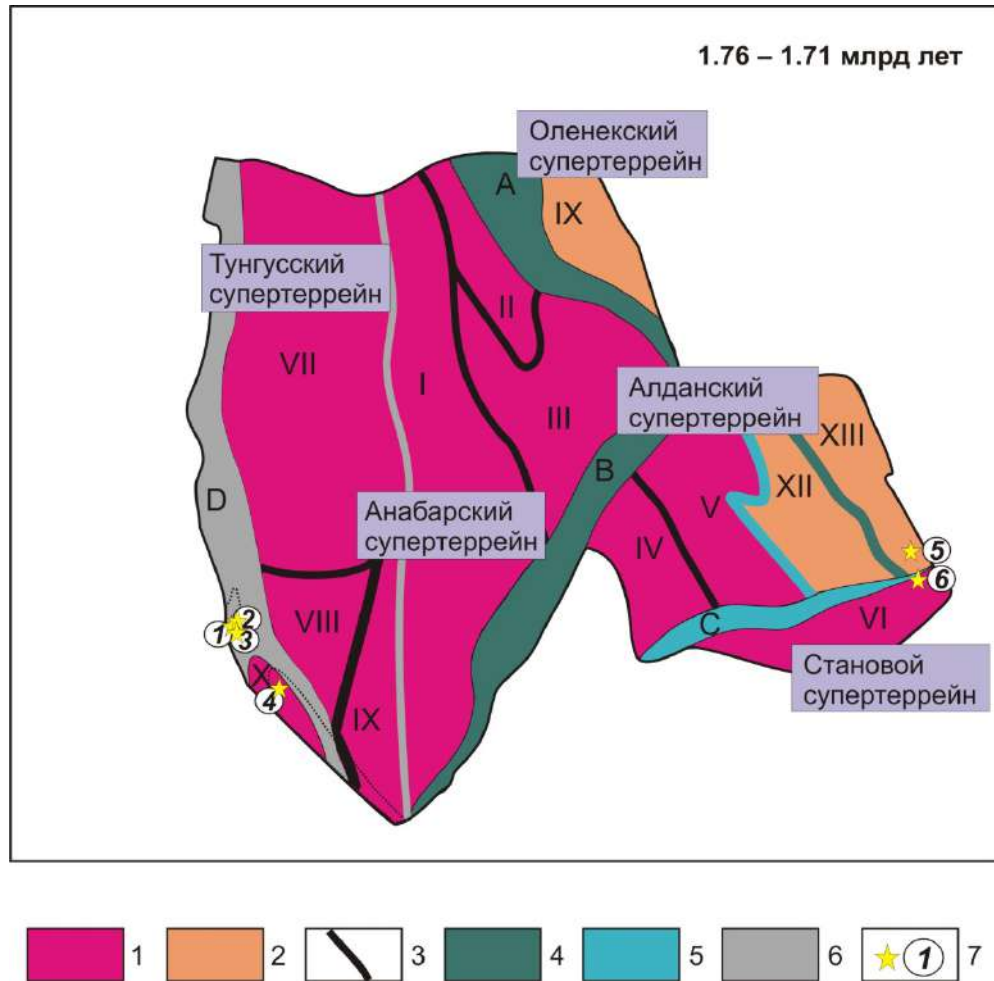 1.76 – 1.71 млрд лет
Оленекский
супертеррейн
A
IX
Тунгусский
супертеррейн
II
VII
I
Алданский
супертеррейн
III
XIII
B
XII
D
Анабарский
супертеррейн
V
IV
5
6
1
2
3
VIII
C
VI
X
4
IX
Становой
супертеррейн
1
2
3
4
5
6
1
7